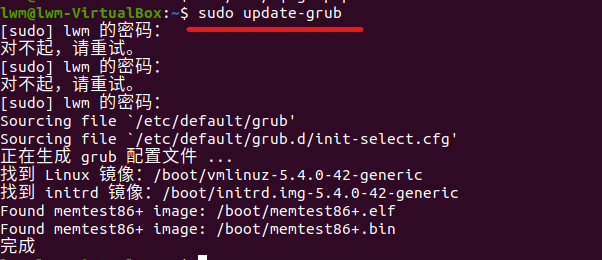 lwm@lwm-VirtualBox:~$ sudo update-grub
[sudo] lwm 的密码：
对不起，请重试。
[sudo] lwm 的密码：
对不起，请重试。
[sudo] lwm 的密码：
Sourcing file `/etc/default/grub'
Sourcing file `/etc/default/grub.d/init-select.cfg'
正在生成 grub 配置文件 ...
找到 Linux 镜像：/boot/vmlinuz-5.4.0-42-generic
找到 initrd 镜像：/boot/initrd.img-5.4.0-42-generic
Found memtest86+ image: /boot/memtest86+.elf
Found memtest86+ image: /boot/memtest86+.bin
完成